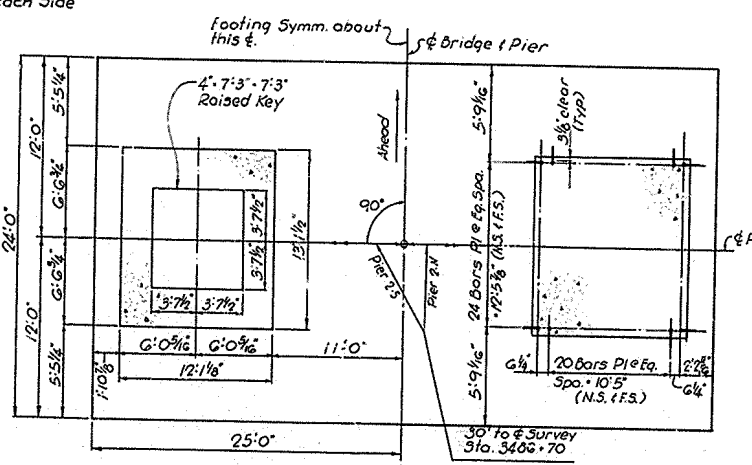 Each Side
Footing Symm. about
this ℄.
℄ Bridge & Pier
4" × 7'-3" × 7'-3"
Raised Key
Ahead
90°
3 1/8" clear
(Typ.)
24'-0"
12'-0"
12'-0"
5'-5 1/4"
6'-6 3/4"
6'-6 3/4"
5'-5 1/4"
3'-7 1/2"
3'-7 1/2"
3'-7 1/2"
3'-7 1/2"
13'-1 1/2"
6'-0 5/16"
6'-0 5/16"
11'-0"
12'-1 1/8"
1'-10 7/8"
25'-0"
Pier 2-S
Pier 2-N
5'-9 1/16"
24 Bars P1 @ Eq. Spa.
= 12'-5 7/8" (N.S. & F.S.)
5'-9 1/16"
℄ P
6 1/4"
20 Bars P1 @ Eq.
Spa. = 10'-5"
(N.S. & F.S.)
6 1/4"
30' to ℄ Survey
Sta. 3486+70